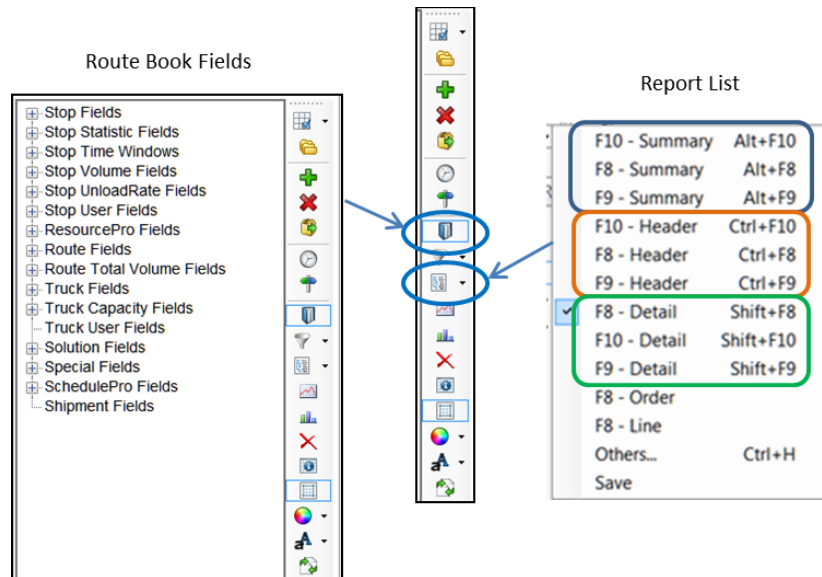 Route Book Fields
Stop Fields
Stop Statistic Fields
Stop Time Windows
Stop Volume Fields
Stop UnloadRate Fields
Stop User Fields
ResourcePro Fields
Route Fields
Route Total Volume Fields
Truck Fields
Truck Capacity Fields
Truck User Fields
Solution Fields
Special Fields
SchedulePro Fields
Shipment Fields
Report List
F10 - Summary Alt+F10
F8 - Summary Alt+F8
F9 - Summary Alt+F9
F10 - Header Ctrl+F10
F8 - Header Ctrl+F8
F9 - Header Ctrl+F9
F8 - Detail Shift+F8
F10 - Detail Shift+F10
F9 - Detail Shift+F9
F8 - Order
F8 - Line
Others... Ctrl+H
Save